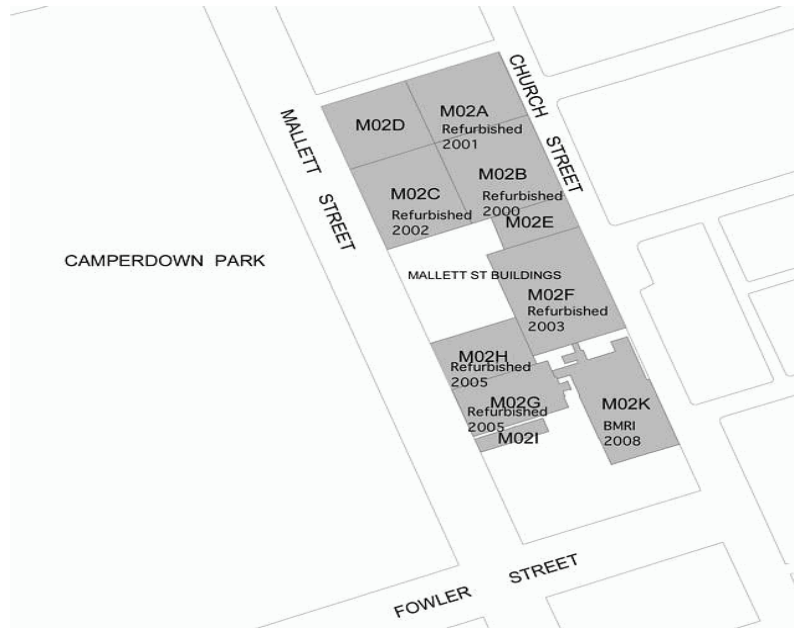 CHURCH STREET
MALLETT STREET
M02D
M02A
Refurbished
2001
M02B
Refurbished
2000
M02C
Refurbished
2002
M02E
CAMPERDOWN PARK
MALLETT ST BUILDINGS
M02F
Refurbished
2003
M02H
Refurbished
2005
M02G
Refurbished
2005
M02I
M02K
BMRI
2008
FOWLER STREET